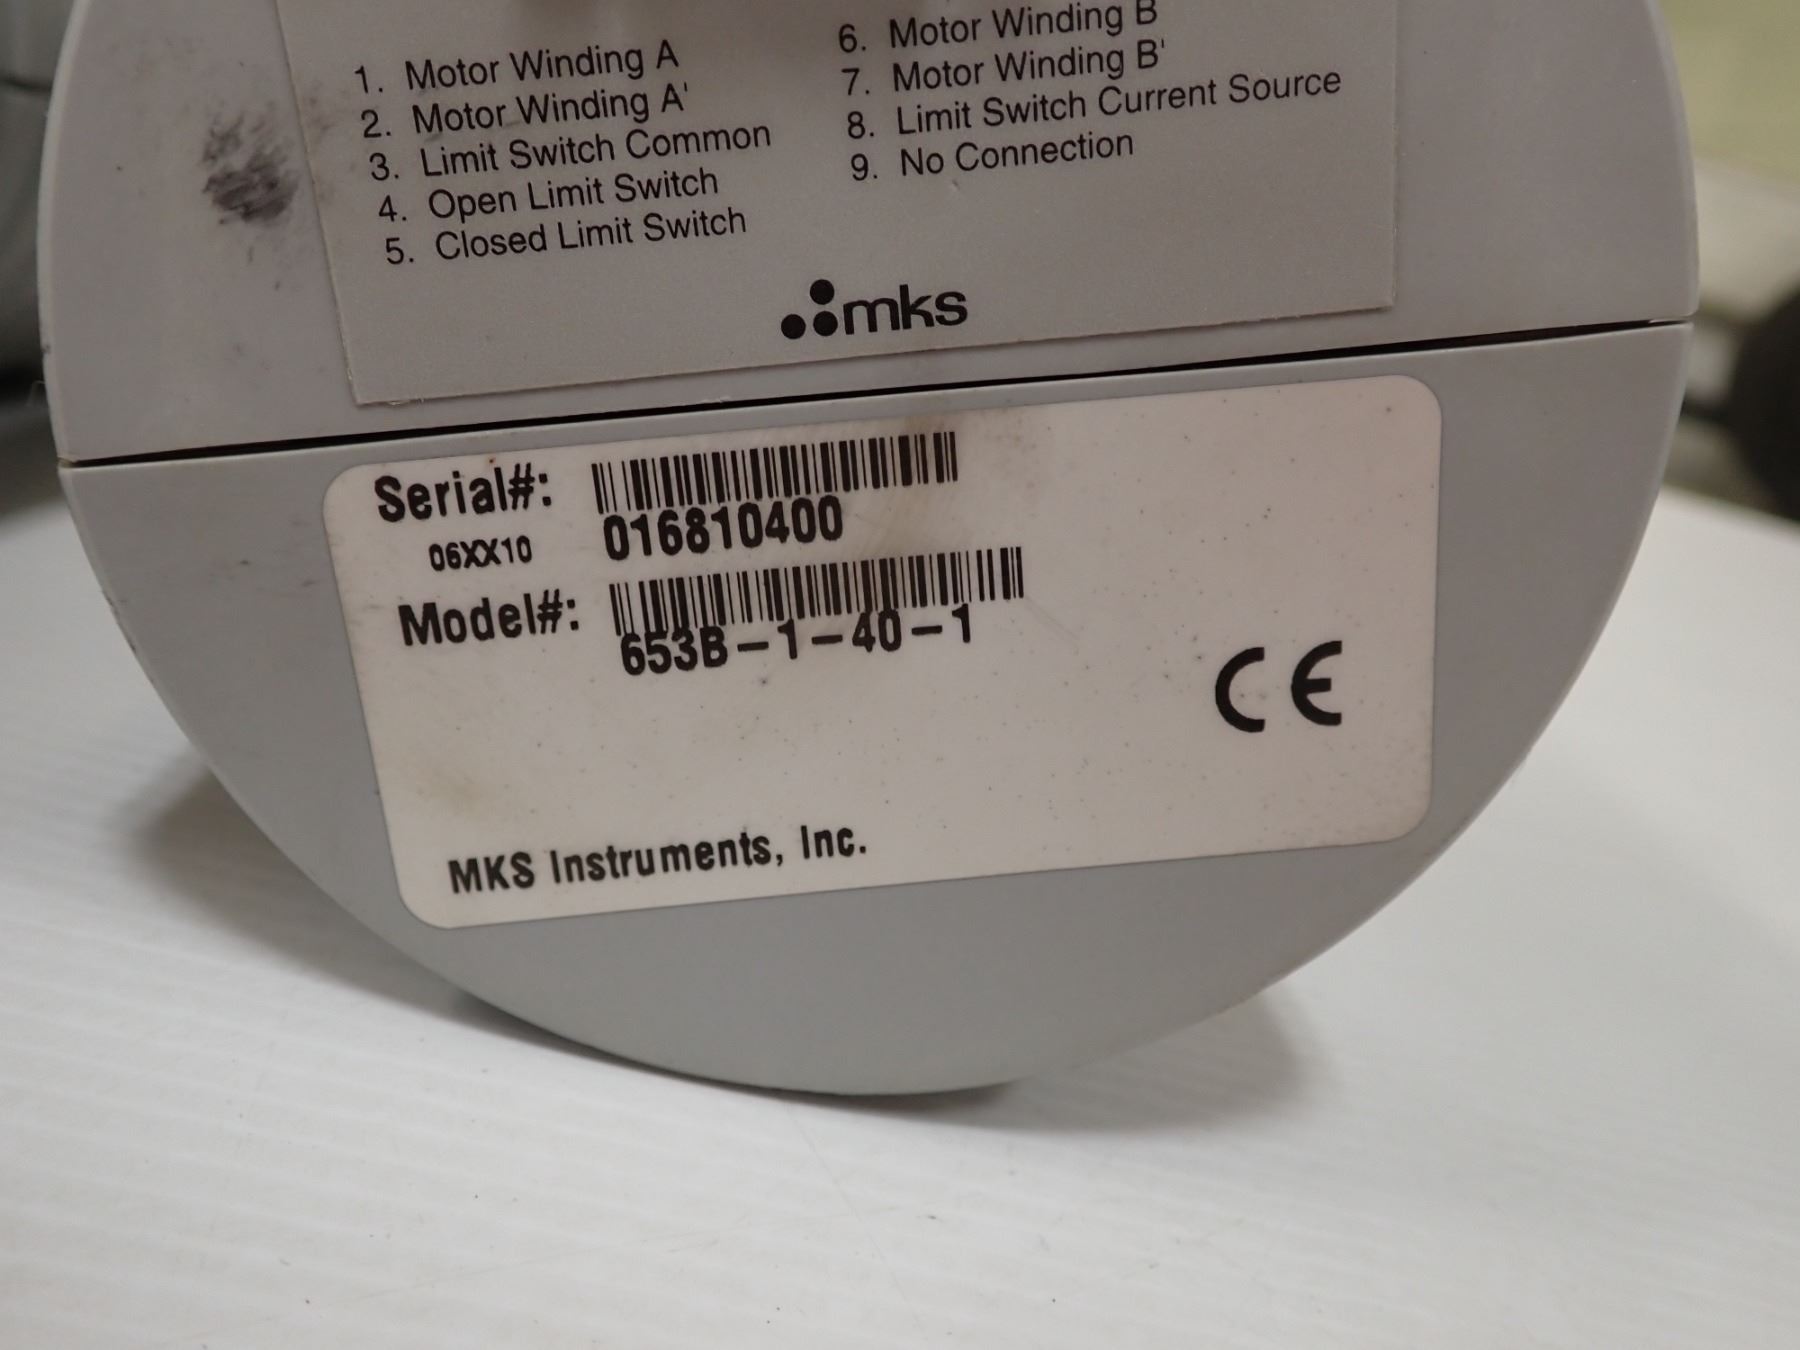 1. Motor Winding A
2. Motor Winding A'
3. Limit Switch Common
4. Open Limit Switch
5. Closed Limit Switch
6. Motor Winding B
7. Motor Winding B'
8. Limit Switch Current Source
9. No Connection
mks
Serial#:
016810400
06XX10
Model#:
653B-1-40-1
CE
MKS Instruments, Inc.